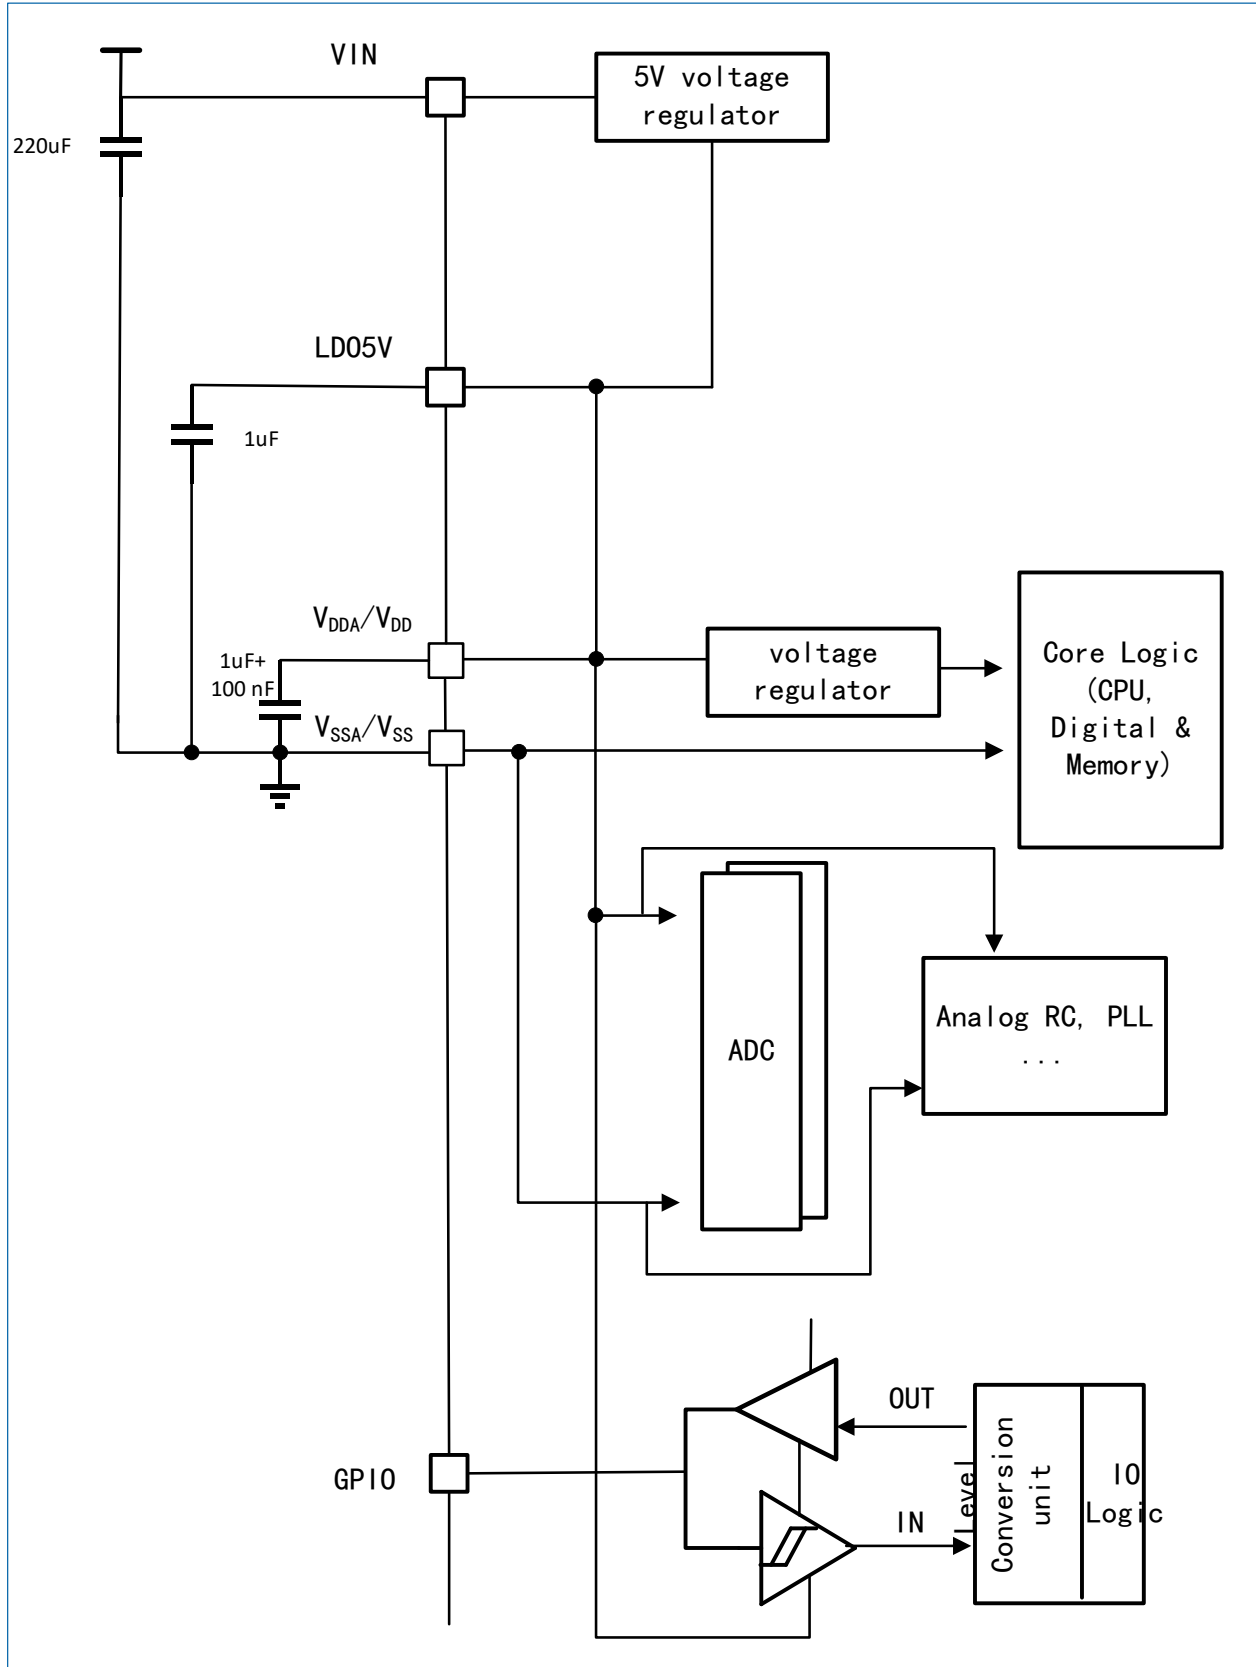 VIN
5V voltage
regulator
220uF
LDO5V
1uF
VDDA/VDD
1uF+
100 nF
VSSA/VSS
voltage
regulator
Core Logic
(CPU,
Digital &
Memory)
ADC
Analog RC, PLL
...
OUT
GPIO
IN
Level
Conversion
unit
IO
Logic